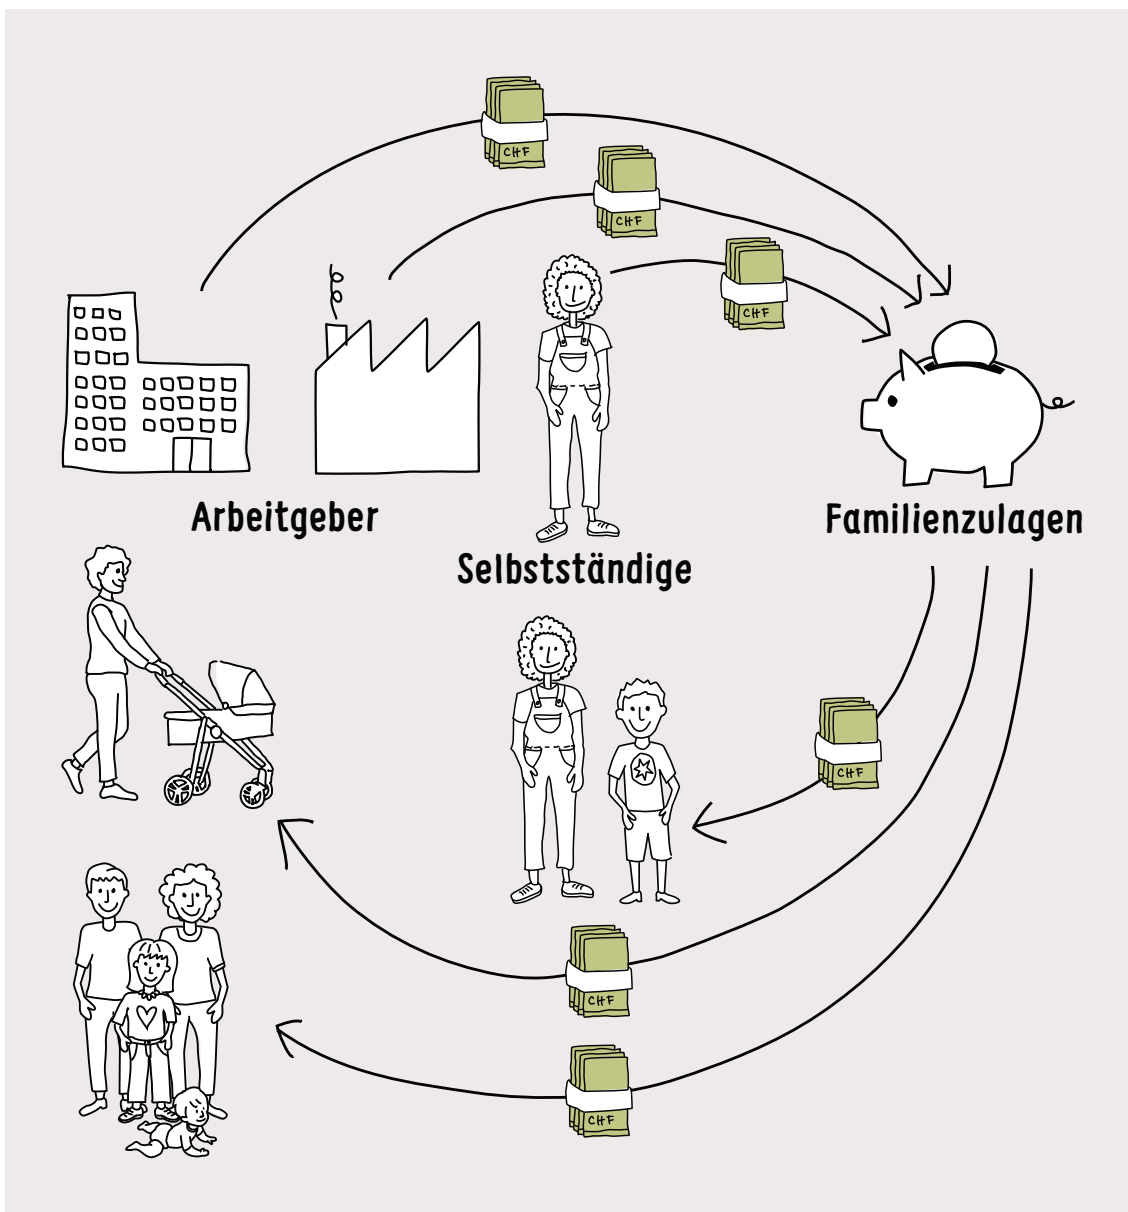 CHF
CHF
CHF
Arbeitgeber
Selbstständige
Familienzulagen
CHF
CHF
CHF